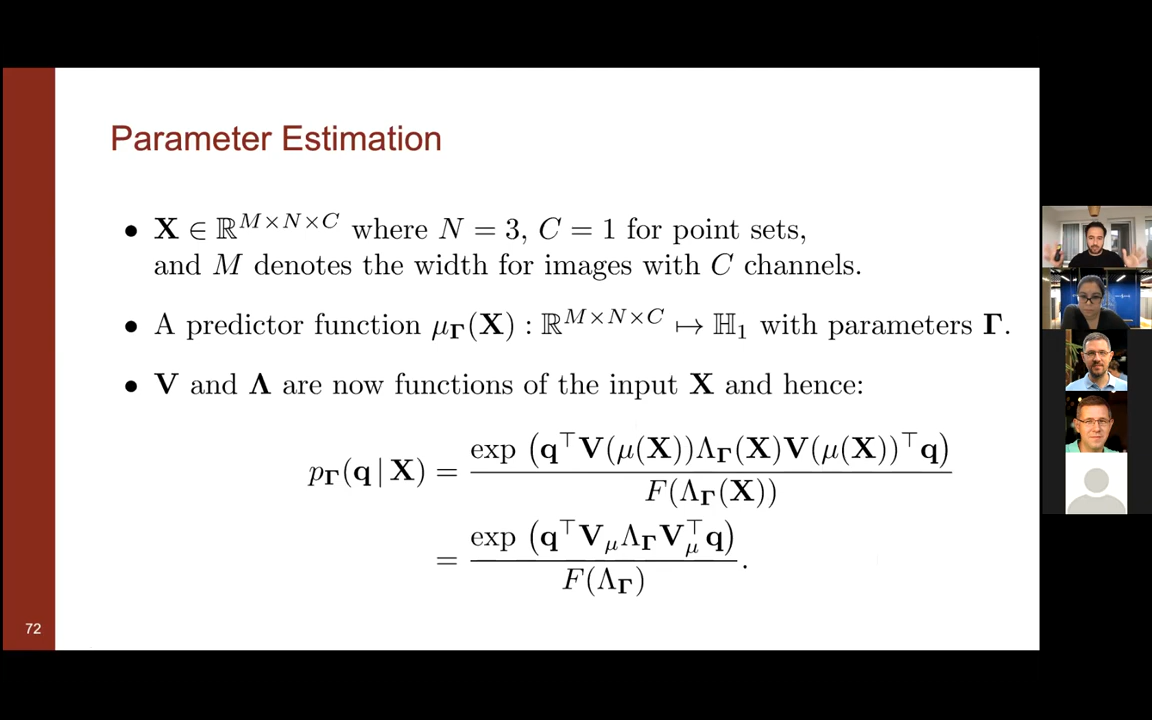 Parameter Estimation
• X ∈ ℝ^{M×N×C} where N = 3, C = 1 for point sets,
and M denotes the width for images with C channels.
• A predictor function μ_Γ(X) : ℝ^{M×N×C} ↦ ℍ₁ with parameters Γ.
• V and Λ are now functions of the input X and hence:
p_Γ(q | X) = exp (q^⊤V(μ(X))Λ_Γ(X)V(μ(X))^⊤q) / F(Λ_Γ(X))
= exp (q^⊤V_μΛ_ΓV_μ^⊤q) / F(Λ_Γ).
72